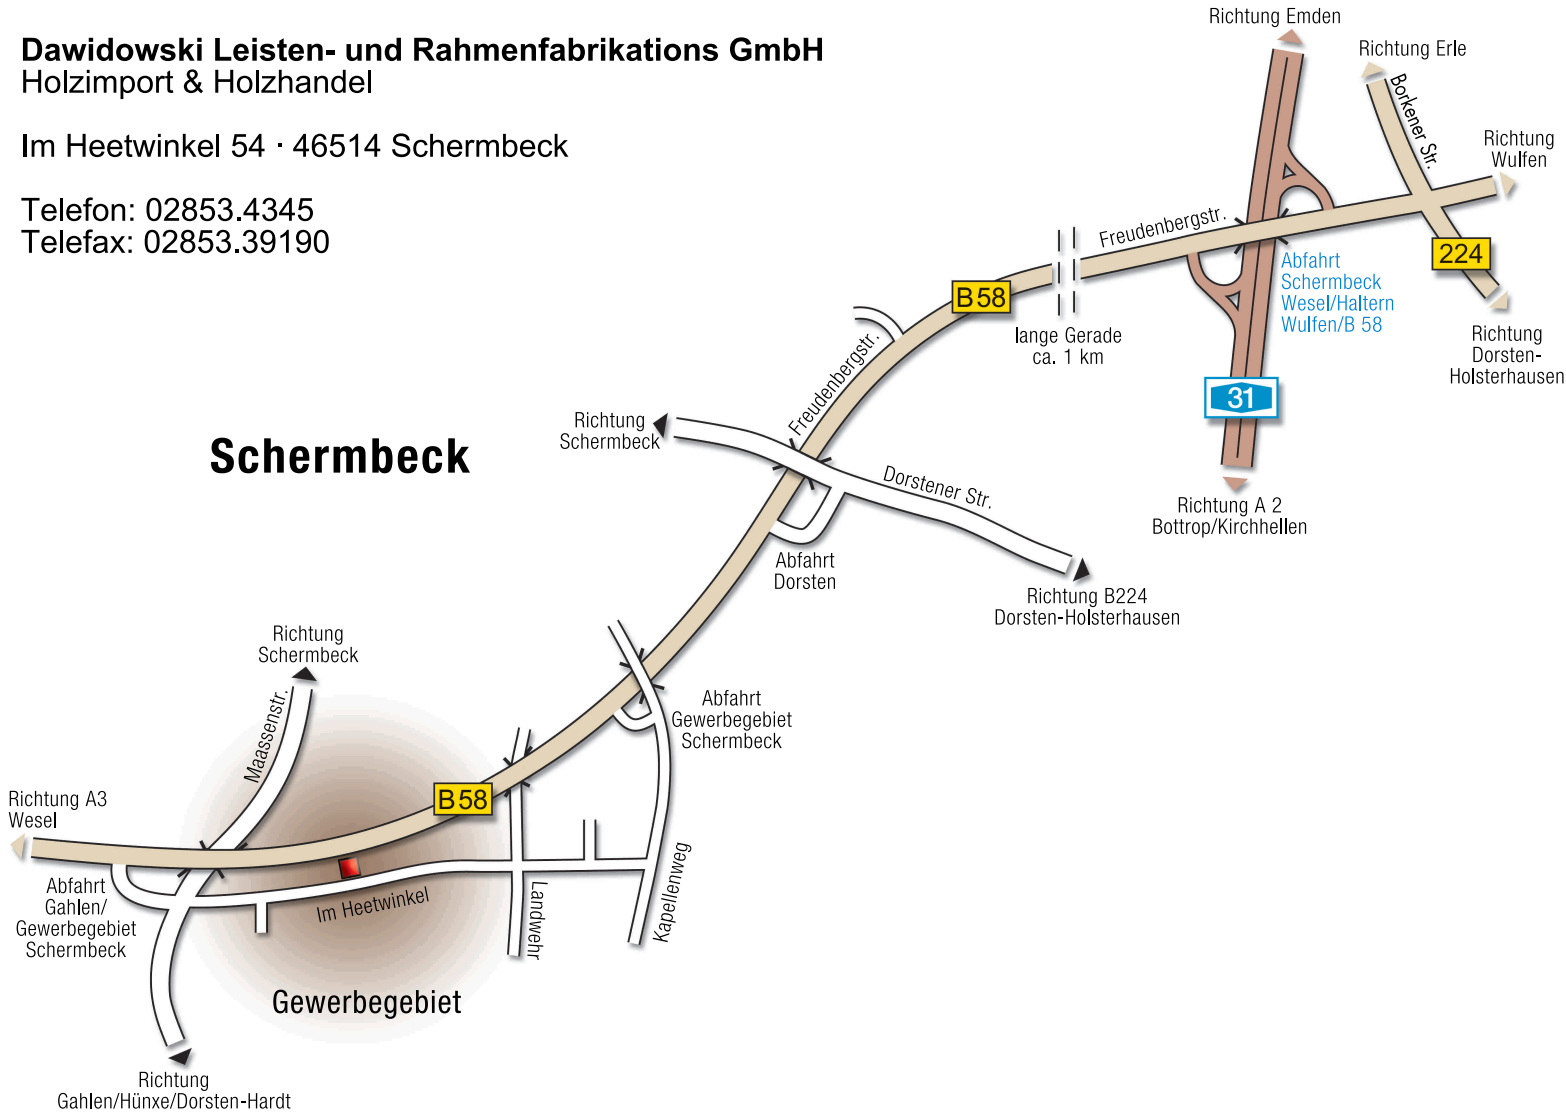 Dawidowski Leisten- und Rahmenfabrikations GmbH
Holzimport & Holzhandel
Im Heetwinkel 54 · 46514 Schermbeck
Telefon: 02853.4345
Telefax: 02853.39190
Richtung Emden
Richtung Erle
Borkener Str.
Richtung
Wulfen
Freudenbergstr.
224
Abfahrt
Schermbeck
Wesel/Haltern
Wulfen/B 58
B 58
lange Gerade
ca. 1 km
Richtung
Dorsten-
Holsterhausen
31
Freudenbergstr.
Richtung
Schermbeck
Schermbeck
Dorstener Str.
Richtung A 2
Bottrop/Kirchhellen
Abfahrt
Dorsten
Richtung B224
Dorsten-Holsterhausen
Richtung
Schermbeck
Maassenstr.
Abfahrt
Gewerbegebiet
Schermbeck
B 58
Richtung A3
Wesel
Abfahrt
Gahlen/
Gewerbegebiet
Schermbeck
Im Heetwinkel
Landwehr
Kapellenweg
Gewerbegebiet
Richtung
Gahlen/Hünxe/Dorsten-Hardt